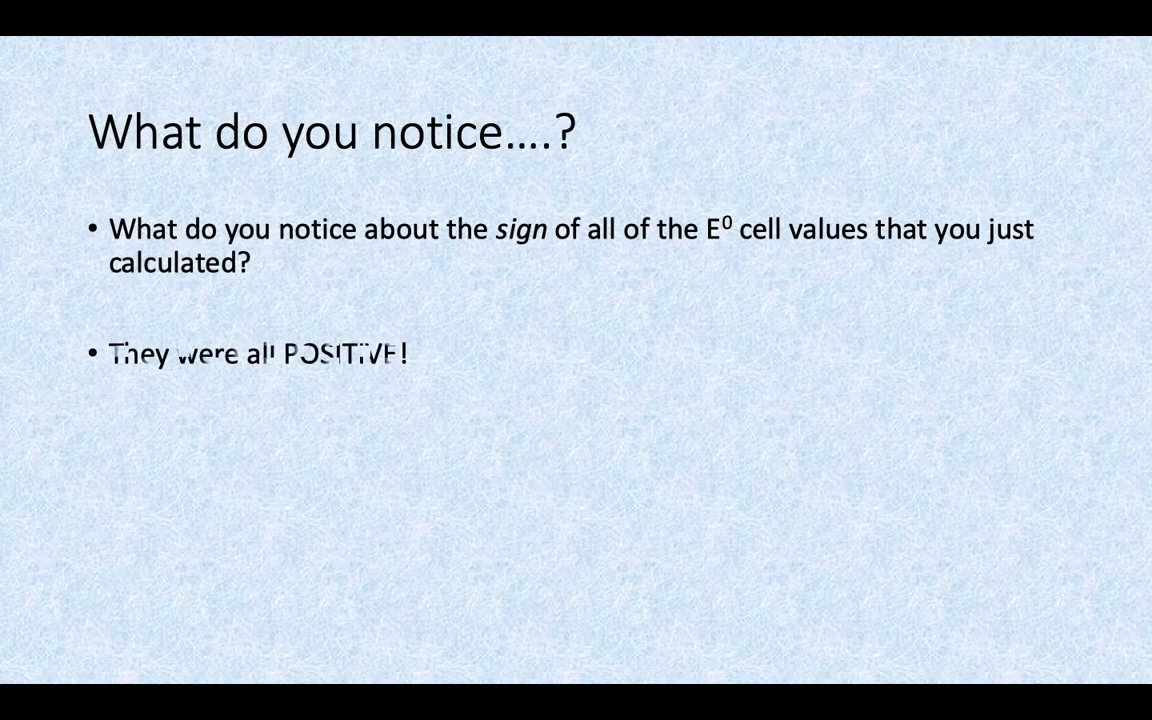 What do you notice….?
• What do you notice about the sign of all of the E⁰ cell values that you just
calculated?
• They were all POSITIVE!